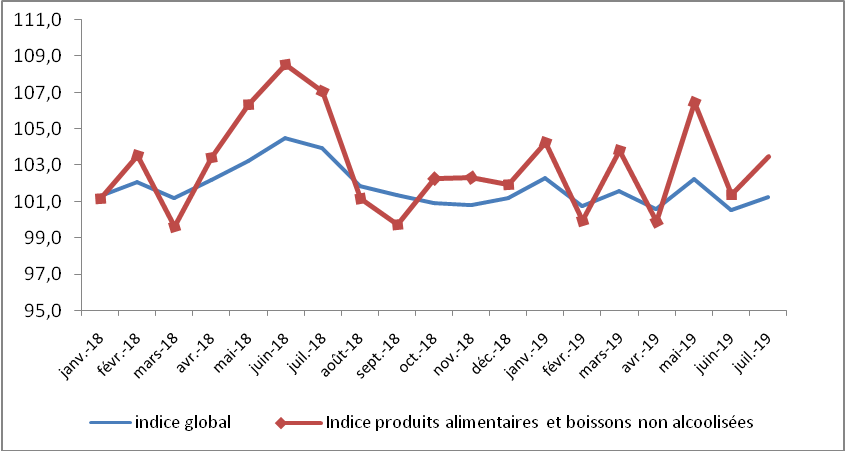 111,0
109,0
107,0
105,0
103,0
101,0
99,0
97,0
95,0
janv.-18
févr.-18
mars-18
avr.-18
mai-18
juin-18
juil.-18
août-18
sept.-18
oct.-18
nov.-18
déc.-18
janv.-19
févr.-19
mars-19
avr.-19
mai-19
juin-19
juil.-19
indice global
Indice produits alimentaires et boissons non alcoolisées